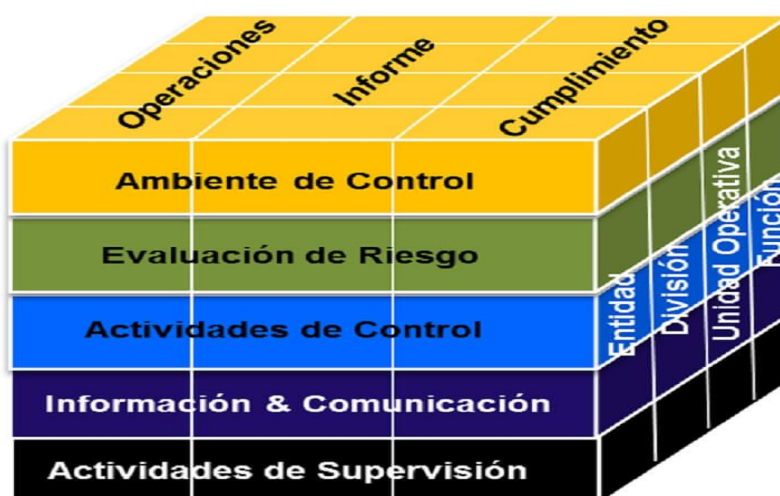 Operaciones
Informe
Cumplimiento
Ambiente de Control
Evaluación de Riesgo
Actividades de Control
Información & Comunicación
Actividades de Supervisión
Entidad
División
Unidad Operativa
Función